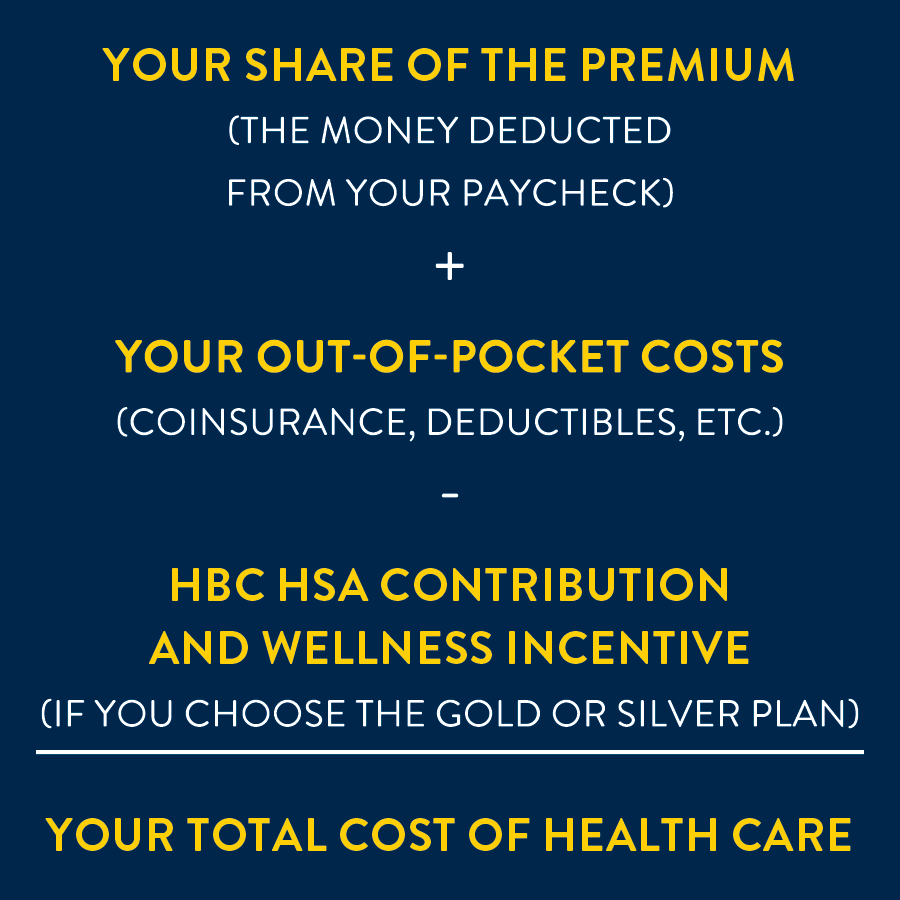 YOUR SHARE OF THE PREMIUM
(THE MONEY DEDUCTED
FROM YOUR PAYCHECK)
+
YOUR OUT-OF-POCKET COSTS
(COINSURANCE, DEDUCTIBLES, ETC.)
-
HBC HSA CONTRIBUTION
AND WELLNESS INCENTIVE
(IF YOU CHOOSE THE GOLD OR SILVER PLAN)
YOUR TOTAL COST OF HEALTH CARE